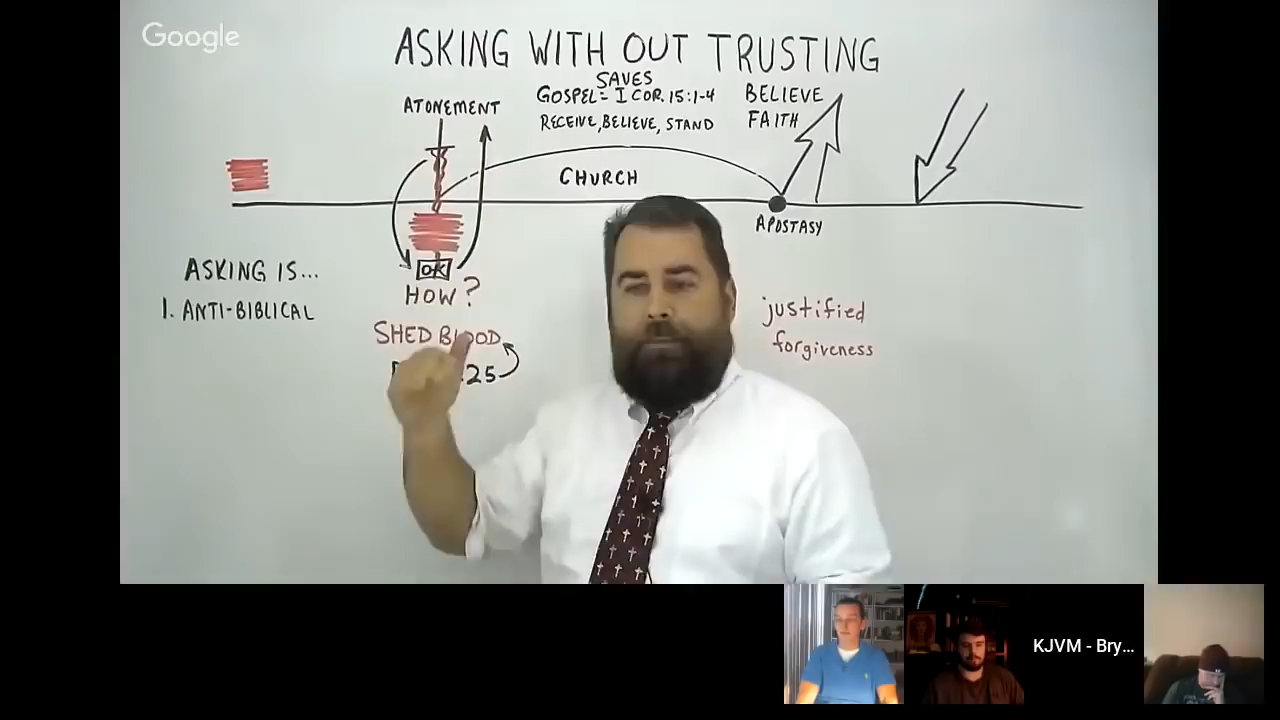 Google
ASKING WITH OUT TRUSTING
SAVES
ATONEMENT
GOSPEL= I COR. 15:1-4
RECEIVE, BELIEVE, STAND
BELIEVE
FAITH
CHURCH
APOSTASY
ASKING IS...
1. ANTI-BIBLICAL
OK
HOW?
SHED BLOOD
25
justified
forgiveness
KJVM - Bry...